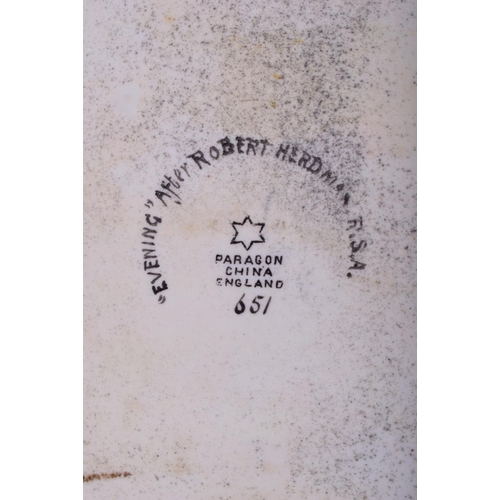 "EVENING" After ROBERT HERDMAN R.S.A.
PARAGON
CHINA
ENGLAND
651